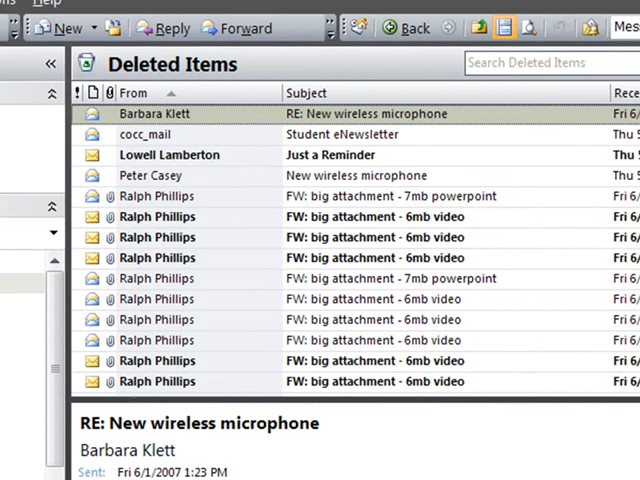 Help
New Reply Forward Back Mess
Deleted Items Search Deleted Items
! From Subject Rece
Barbara Klett RE: New wireless microphone Fri 6/
cocc_mail Student eNewsletter Thu 5
Lowell Lamberton Just a Reminder Thu 5
Peter Casey New wireless microphone Thu 5
Ralph Phillips FW: big attachment - 7mb powerpoint Fri 6/
Ralph Phillips FW: big attachment - 6mb video Fri 6/
Ralph Phillips FW: big attachment - 6mb video Fri 6/
Ralph Phillips FW: big attachment - 6mb video Fri 6/
Ralph Phillips FW: big attachment - 7mb powerpoint Fri 6/
Ralph Phillips FW: big attachment - 6mb video Fri 6/
Ralph Phillips FW: big attachment - 6mb video Fri 6/
Ralph Phillips FW: big attachment - 6mb video Fri 6/
Ralph Phillips FW: big attachment - 6mb video Fri 6/
Ralph Phillips FW: big attachment - 6mb video Fri 6/
RE: New wireless microphone
Barbara Klett
Sent: Fri 6/1/2007 1:23 PM